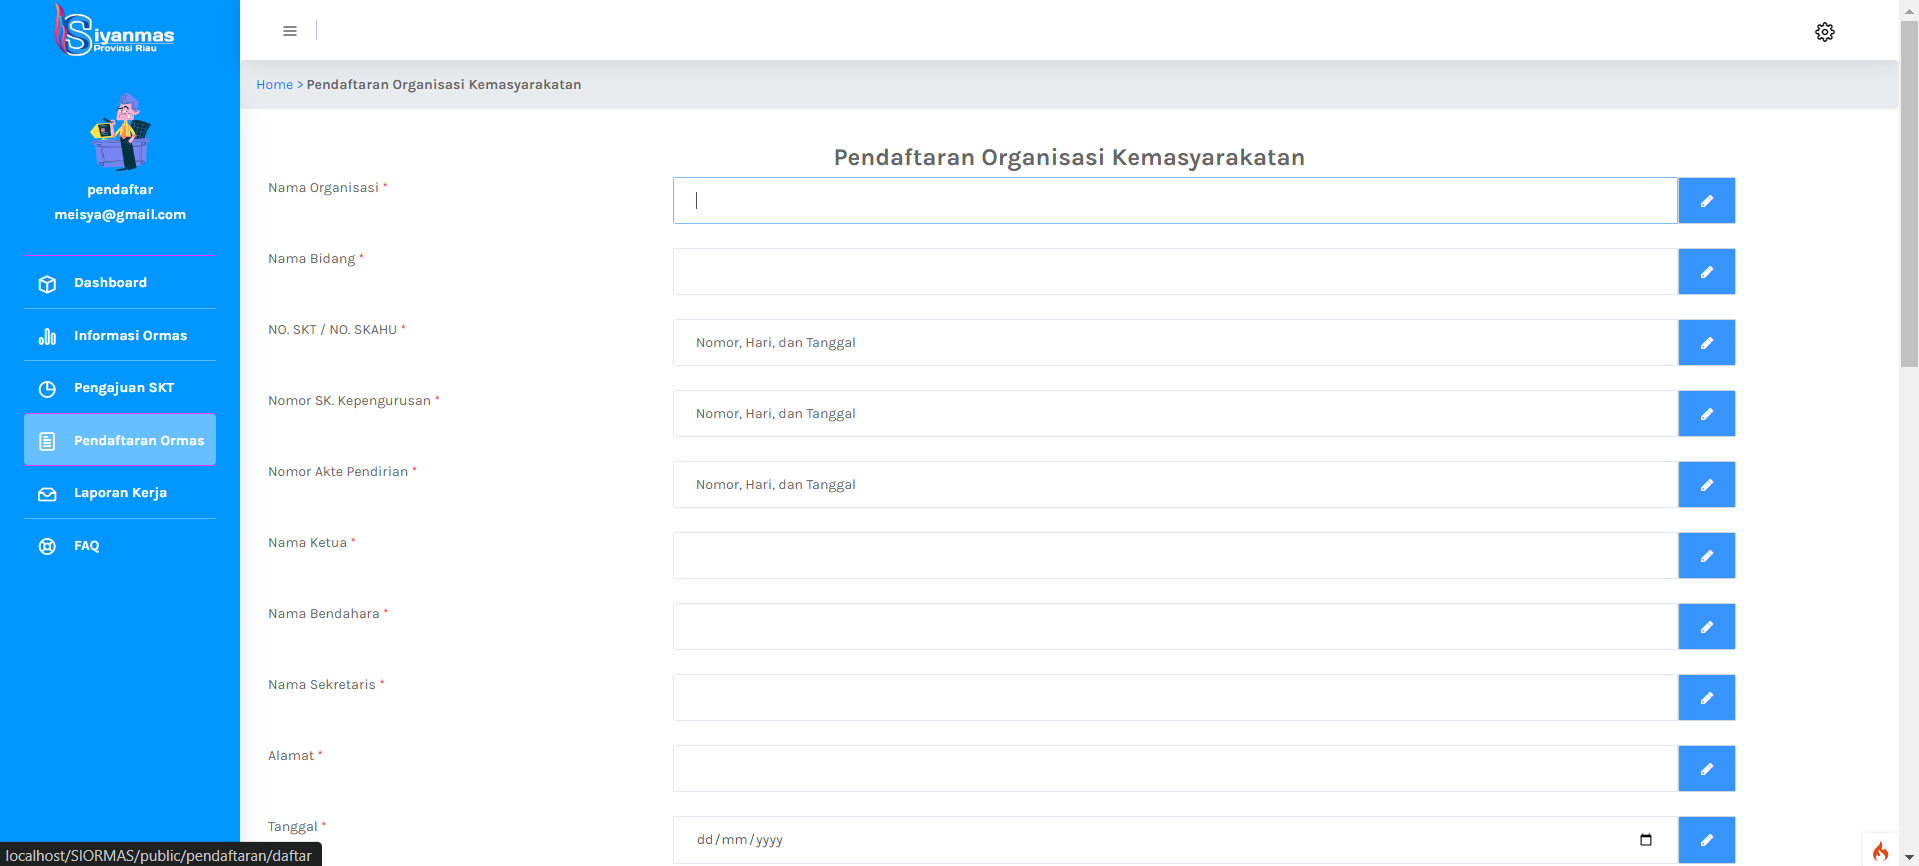 Siyanmas
Provinsi Riau
pendaftar
meisya@gmail.com
Dashboard
Informasi Ormas
Pengajuan SKT
Pendaftaran Ormas
Laporan Kerja
FAQ
Home > Pendaftaran Organisasi Kemasyarakatan
Pendaftaran Organisasi Kemasyarakatan
Nama Organisasi *
Nama Bidang *
NO. SKT / NO. SKAHU *
Nomor, Hari, dan Tanggal
Nomor SK. Kepengurusan *
Nomor, Hari, dan Tanggal
Nomor Akte Pendirian *
Nomor, Hari, dan Tanggal
Nama Ketua *
Nama Bendahara *
Nama Sekretaris *
Alamat *
Tanggal *
dd/mm/yyyy
localhost/SIORMAS/public/pendaftaran/daftar